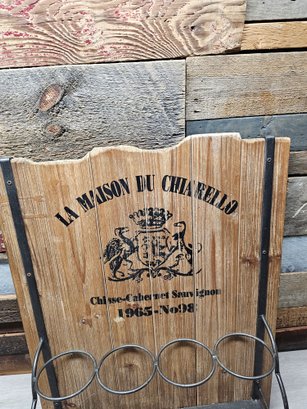 LA MAISON DU CHIARELLO
Chisse-Cabernet Sauvignon
1965-No98